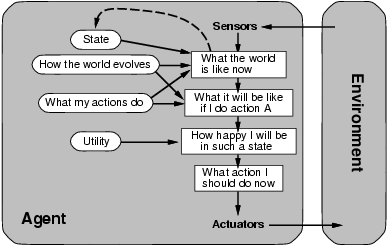 Sensors
State
How the world evolves
What the world
is like now
What my actions do
What it will be like
if I do action A
Utility
How happy I will be
in such a state
What action I
should do now
Agent
Actuators
Environment